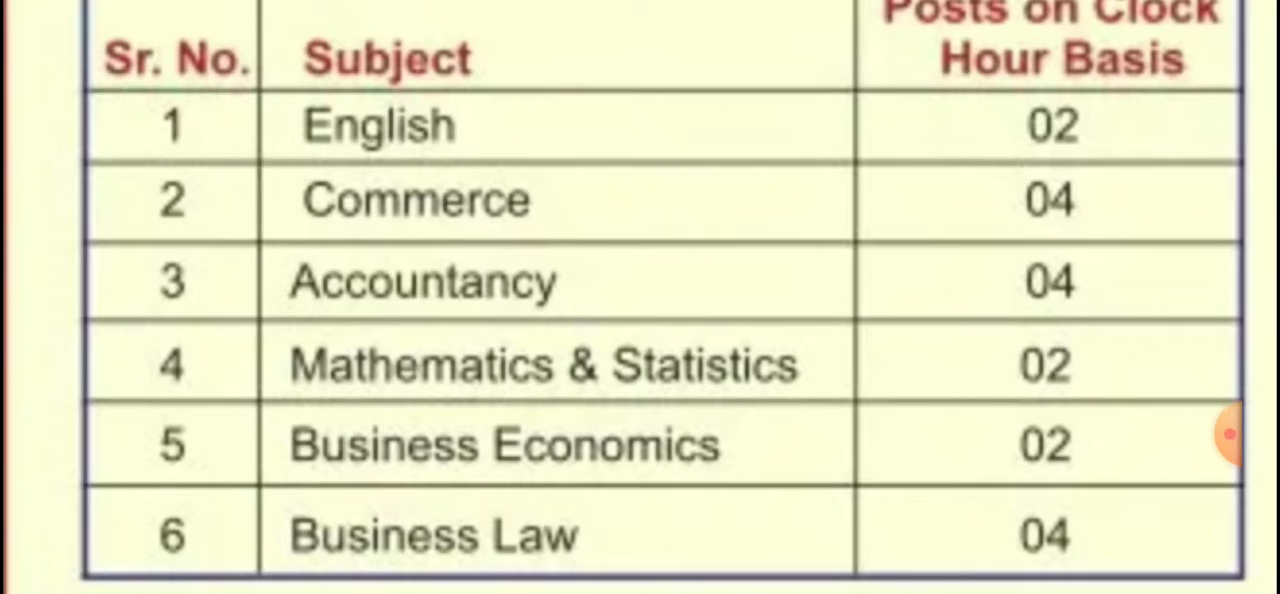 Posts on Clock
Sr. No. Subject Hour Basis
1 English 02
2 Commerce 04
3 Accountancy 04
4 Mathematics & Statistics 02
5 Business Economics 02
6 Business Law 04